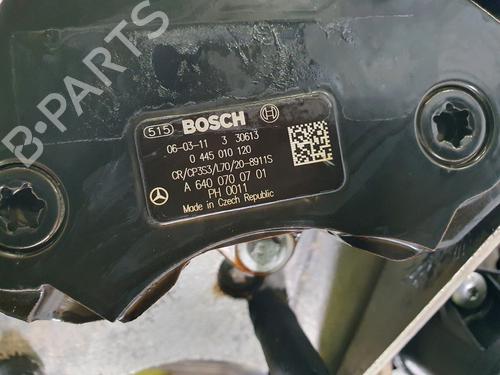 515 BOSCH
06-03-11 3 30613
0 445 010 120
CR/CP3S3/L70/20-8911S
A 640 070 07 01
PH 0011
Made in Czech Republic
B-PARTS